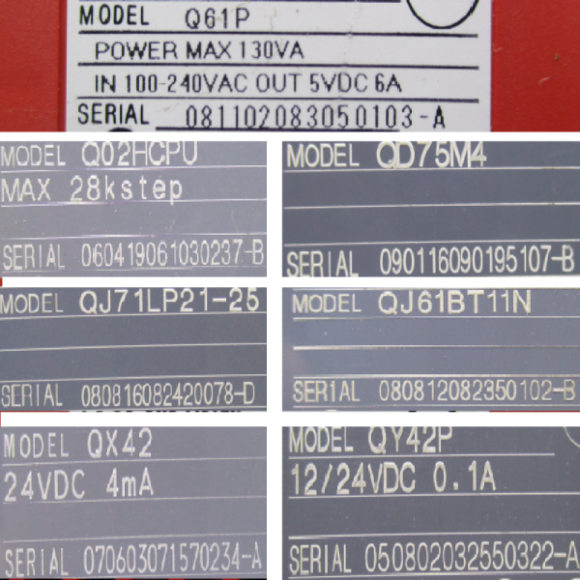 MODEL Q61P
POWER MAX 130VA
IN 100-240VAC OUT 5VDC 6A
SERIAL 081102083050103-A
MODEL Q02HCPU
MAX 28kstep
SERIAL 060419061030237-B
MODEL QD75M4
SERIAL 090116090195107-B
MODEL QJ71LP21-25
SERIAL 080816082420078-D
MODEL QJ61BT11N
SERIAL 080812082350102-B
MODEL QX42
24VDC 4mA
SERIAL 070603071570234-A
MODEL QY42P
12/24VDC 0.1A
SERIAL 050802032550322-A